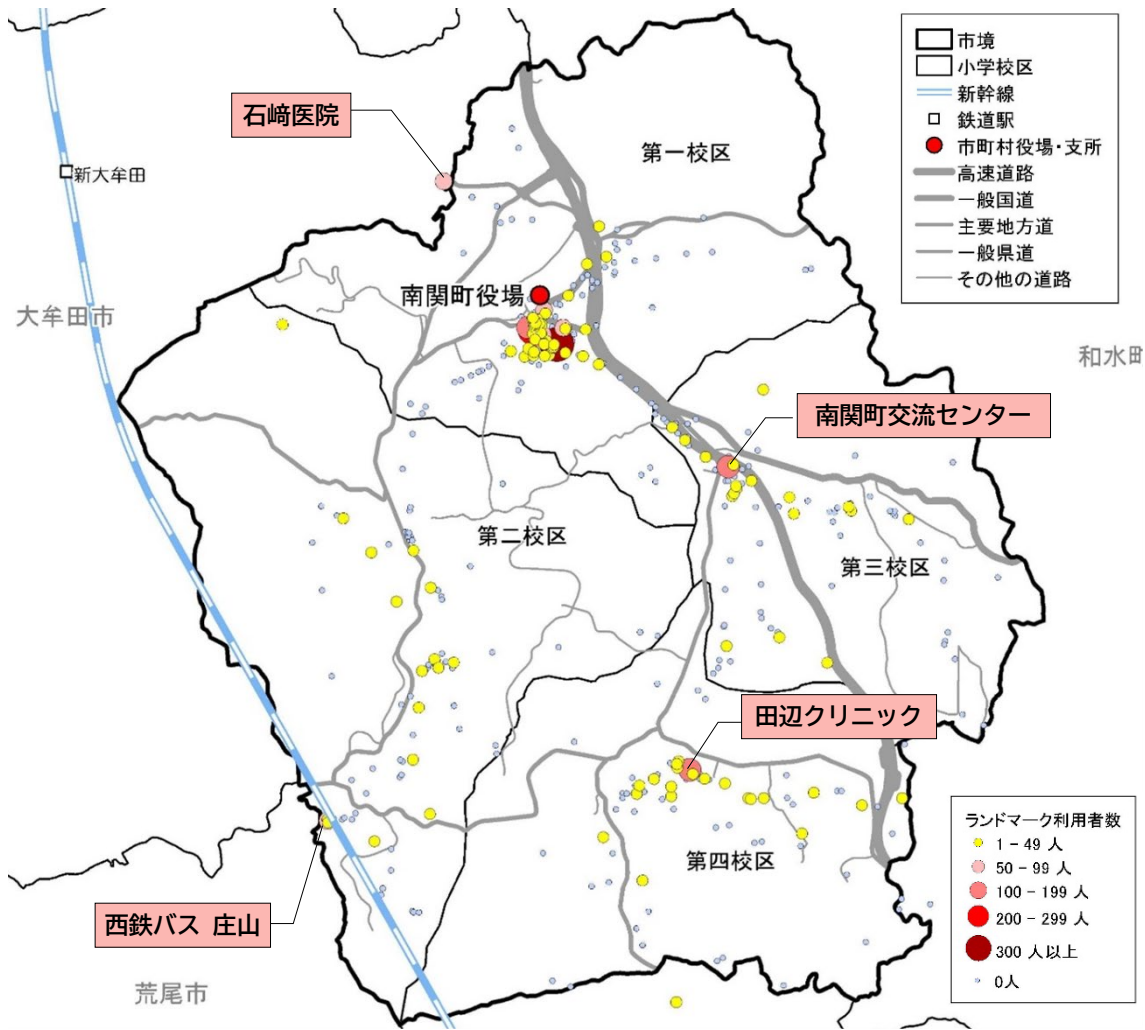 市境
小学校区
新幹線
鉄道駅
市町村役場・支所
高速道路
一般国道
主要地方道
一般県道
その他の道路
石﨑医院
第一校区
新大牟田
南関町役場
大牟田市
和水町
南関町交流センター
第二校区
第三校区
田辺クリニック
第四校区
西鉄バス 庄山
荒尾市
ランドマーク利用者数
1 - 49 人
50 - 99 人
100 - 199 人
200 - 299 人
300 人以上
0人